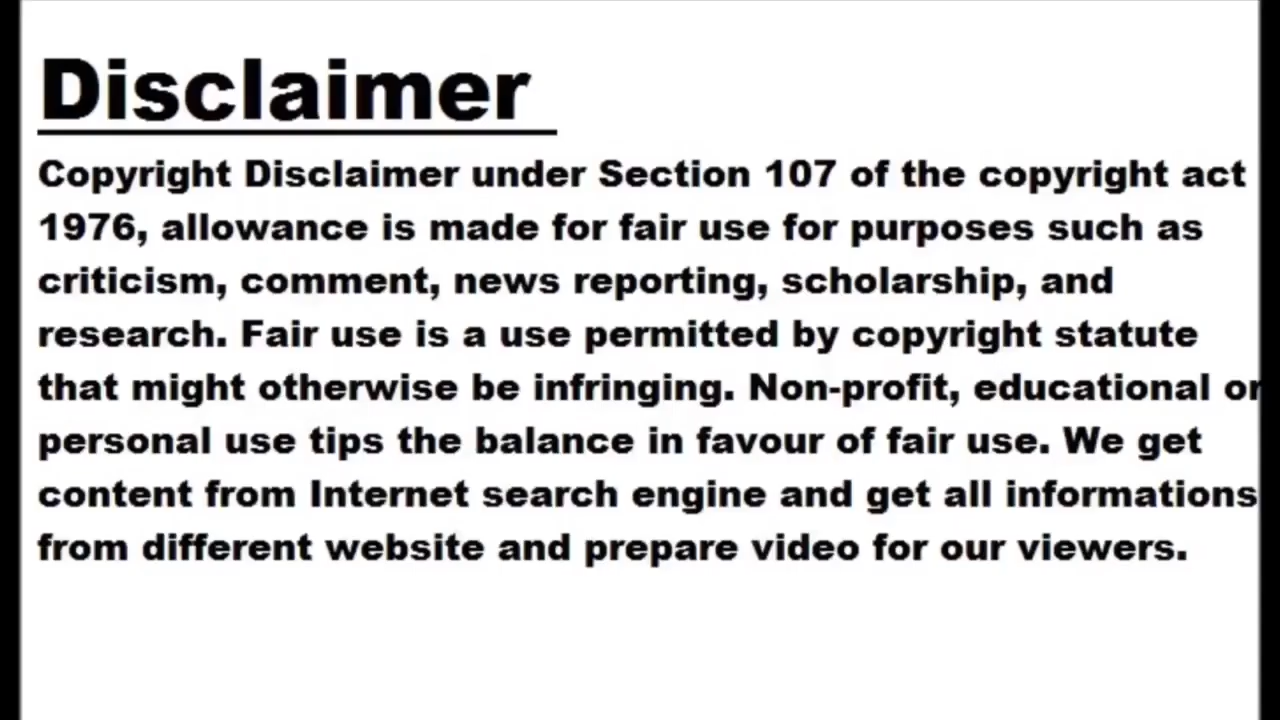 Disclaimer
Copyright Disclaimer under Section 107 of the copyright act
1976, allowance is made for fair use for purposes such as
criticism, comment, news reporting, scholarship, and
research. Fair use is a use permitted by copyright statute
that might otherwise be infringing. Non-profit, educational or
personal use tips the balance in favour of fair use. We get
content from Internet search engine and get all informations
from different website and prepare video for our viewers.